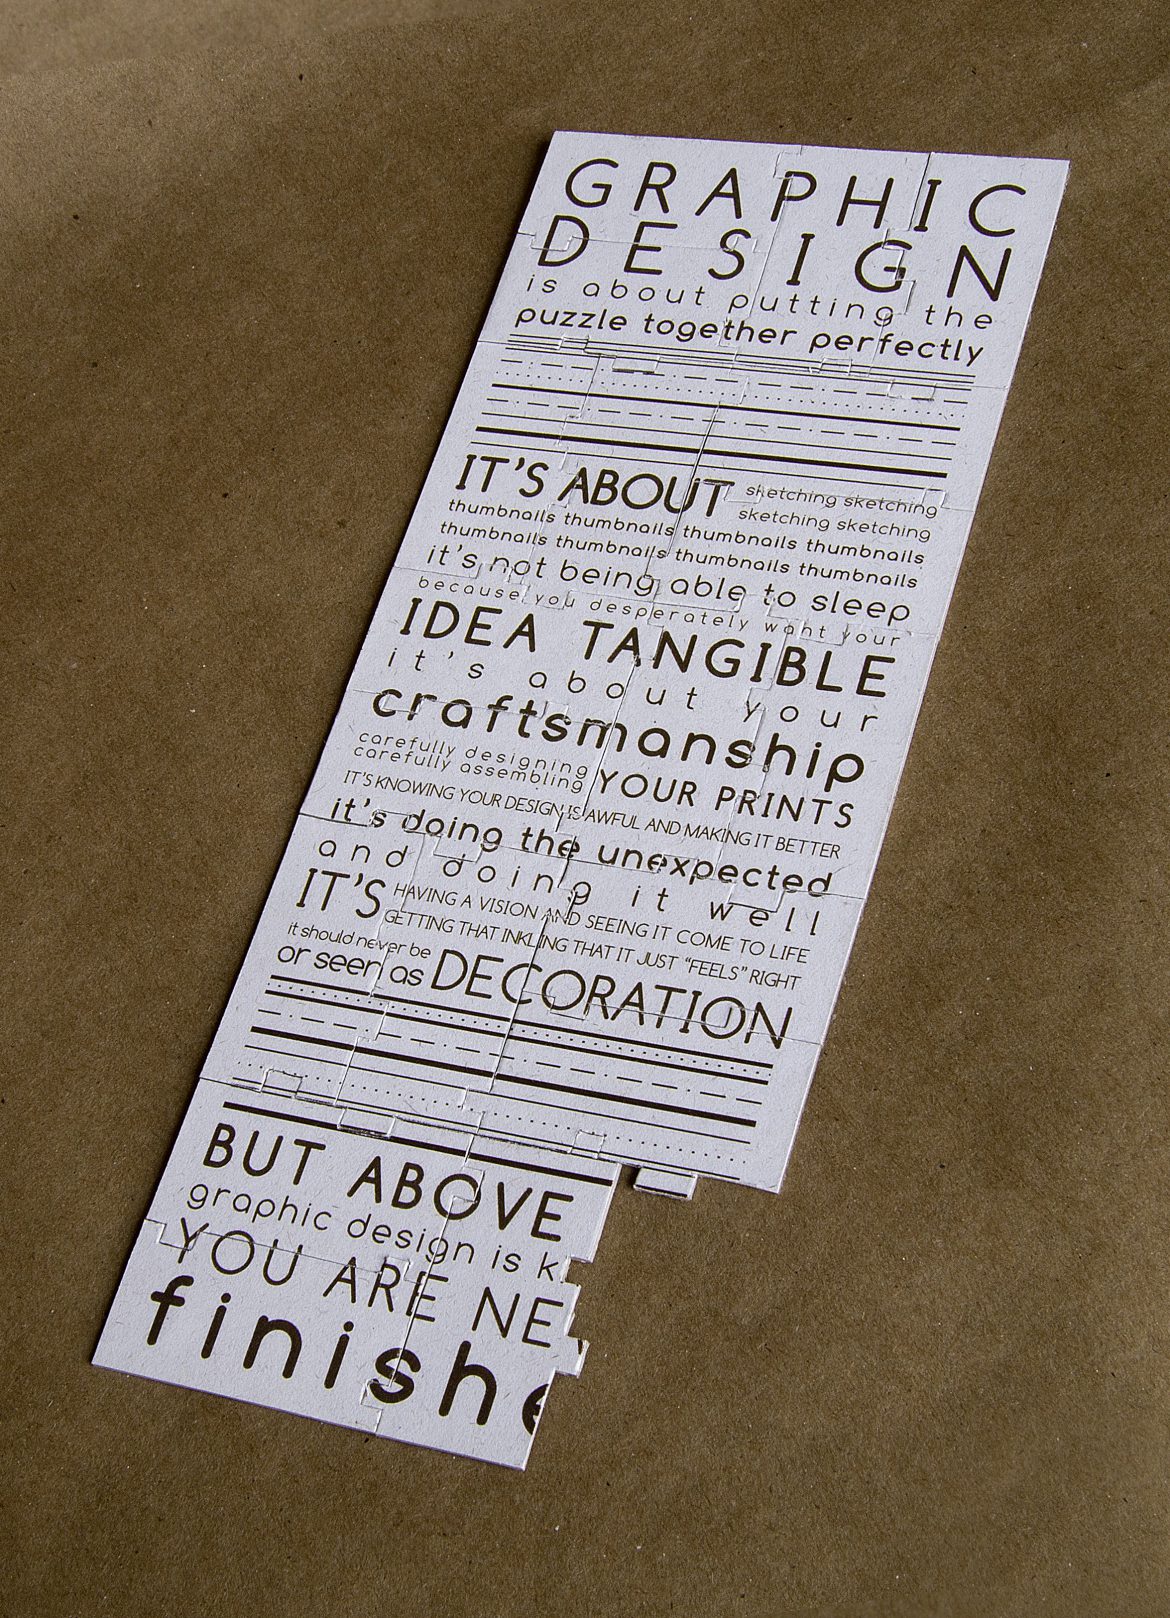 GRAPHIC
DESIGN
is about putting the
puzzle together perfectly
IT'S ABOUT sketching sketching
sketching sketching
thumbnails thumbnails thumbnails thumbnails
thumbnails thumbnails thumbnails thumbnails
it's not being able to sleep
because you desperately want your
IDEA TANGIBLE
it's about your
craftsmanship
carefully designing
carefully assembling YOUR PRINTS
IT'S KNOWING YOUR DESIGN IS AWFUL AND MAKING IT BETTER
it's doing the unexpected
and doing it well
IT'S HAVING A VISION AND SEEING IT COME TO LIFE
GETTING THAT INKLING THAT IT JUST "FEELS" RIGHT
it should never be
or seen as DECORATION
BUT ABOVE
graphic design is k
YOU ARE NE
finishe